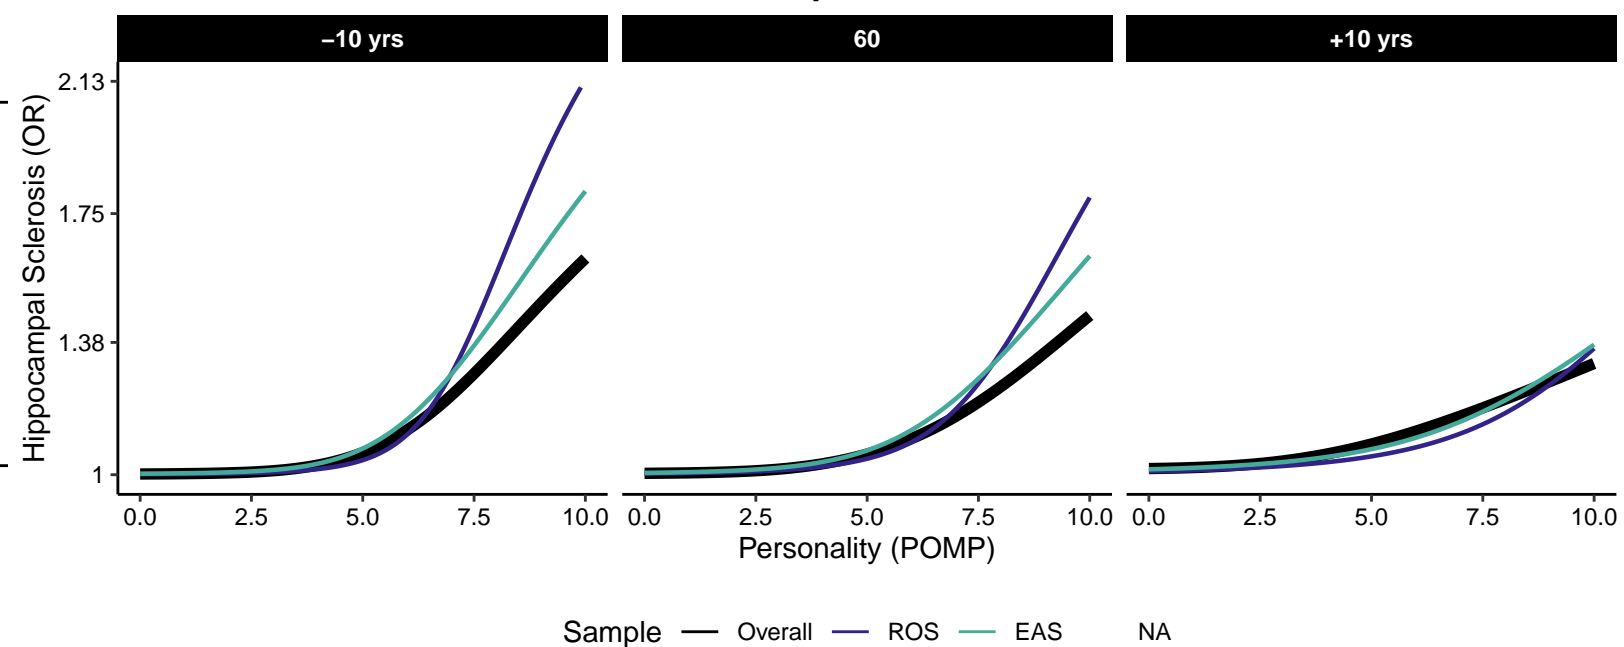 −10 yrs 60 +10 yrs
Hippocampal Sclerosis (OR)
2.13
1.75
1.38
1
0.0 2.5 5.0 7.5 10.0 0.0 2.5 5.0 7.5 10.0 0.0 2.5 5.0 7.5 10.0
Personality (POMP)
Sample Overall ROS EAS NA